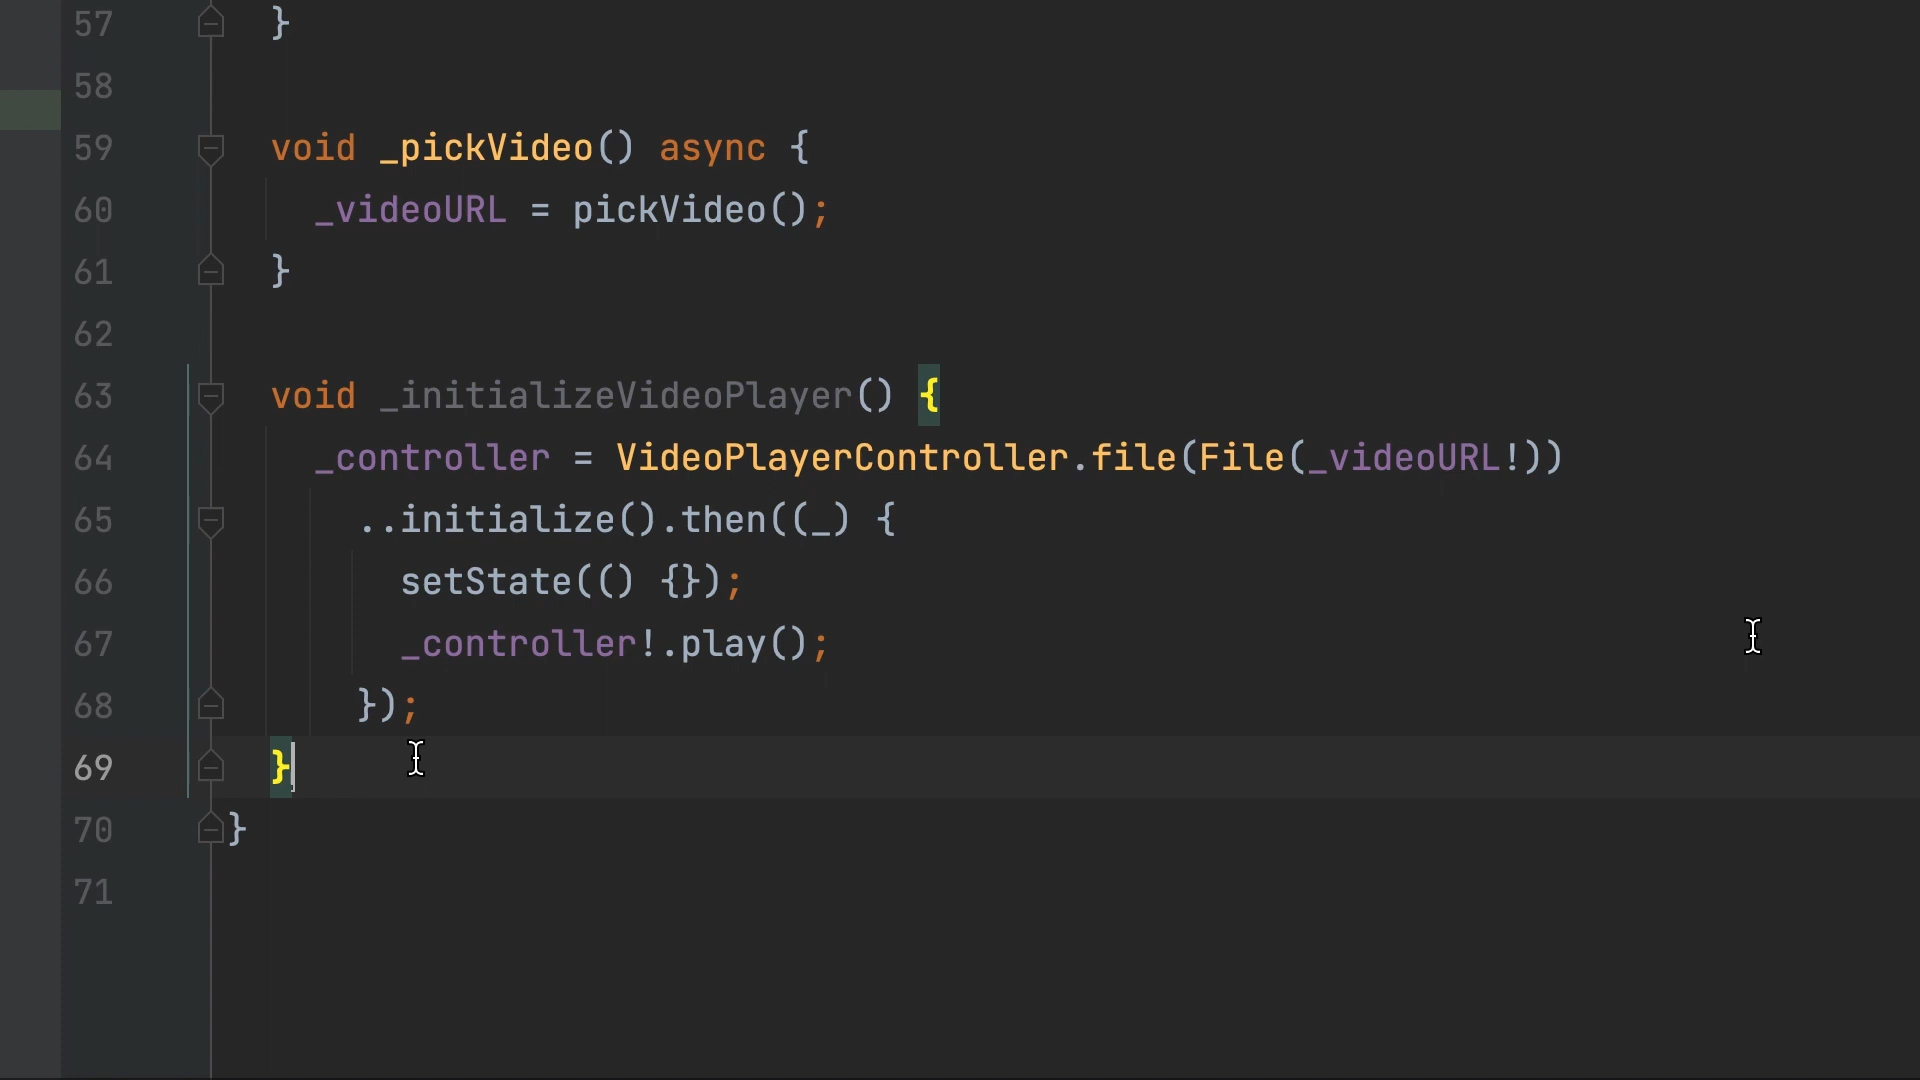 57 }
58
59 void _pickVideo() async {
60 _videoURL = pickVideo();
61 }
62
63 void _initializeVideoPlayer() {
64 _controller = VideoPlayerController.file(File(_videoURL!))
65 ..initialize().then((_) {
66 setState(() {});
67 _controller!.play();
68 });
69 }
70 }
71